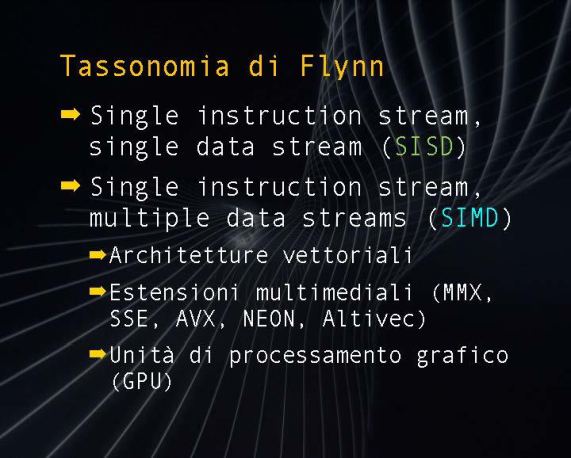 Tassonomia di Flynn
Single instruction stream,
single data stream (SISD)
Single instruction stream,
multiple data streams (SIMD)
Architetture vettoriali
Estensioni multimediali (MMX,
SSE, AVX, NEON, Altivec)
Unità di processamento grafico
(GPU)